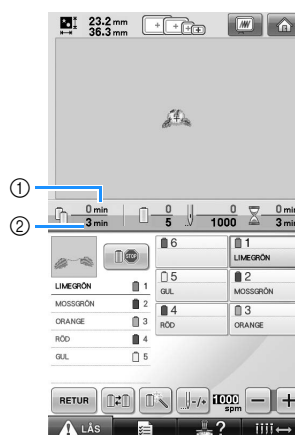 23.2 mm
36.3 mm
1
0 min
0
0
0 min
2
3 min
5
1000
3 min
6
1
LIMEGRÖN
5
GUL
2
MOSSGRÖN
4
RÖD
3
ORANGE
STOP
LIMEGRÖN 1
MOSSGRÖN 2
ORANGE 3
RÖD 4
GUL 5
RETUR
-/+
1000
spm
− +
LÅS
?